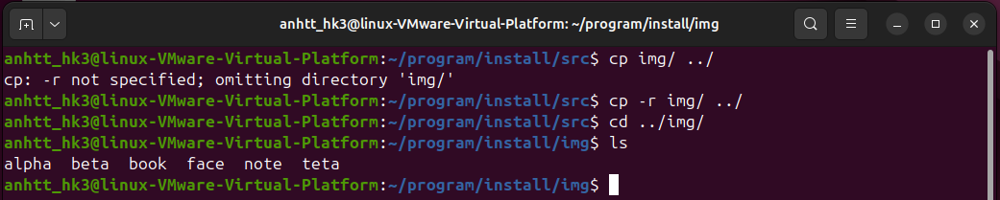 anhtt_hk3@linux-VMware-Virtual-Platform: ~/program/install/img
anhtt_hk3@linux-VMware-Virtual-Platform:~/program/install/src$ cp img/ ../
cp: -r not specified; omitting directory 'img/'
anhtt_hk3@linux-VMware-Virtual-Platform:~/program/install/src$ cp -r img/ ../
anhtt_hk3@linux-VMware-Virtual-Platform:~/program/install/src$ cd ../img/
anhtt_hk3@linux-VMware-Virtual-Platform:~/program/install/img$ ls
alpha  beta  book  face  note  teta
anhtt_hk3@linux-VMware-Virtual-Platform:~/program/install/img$